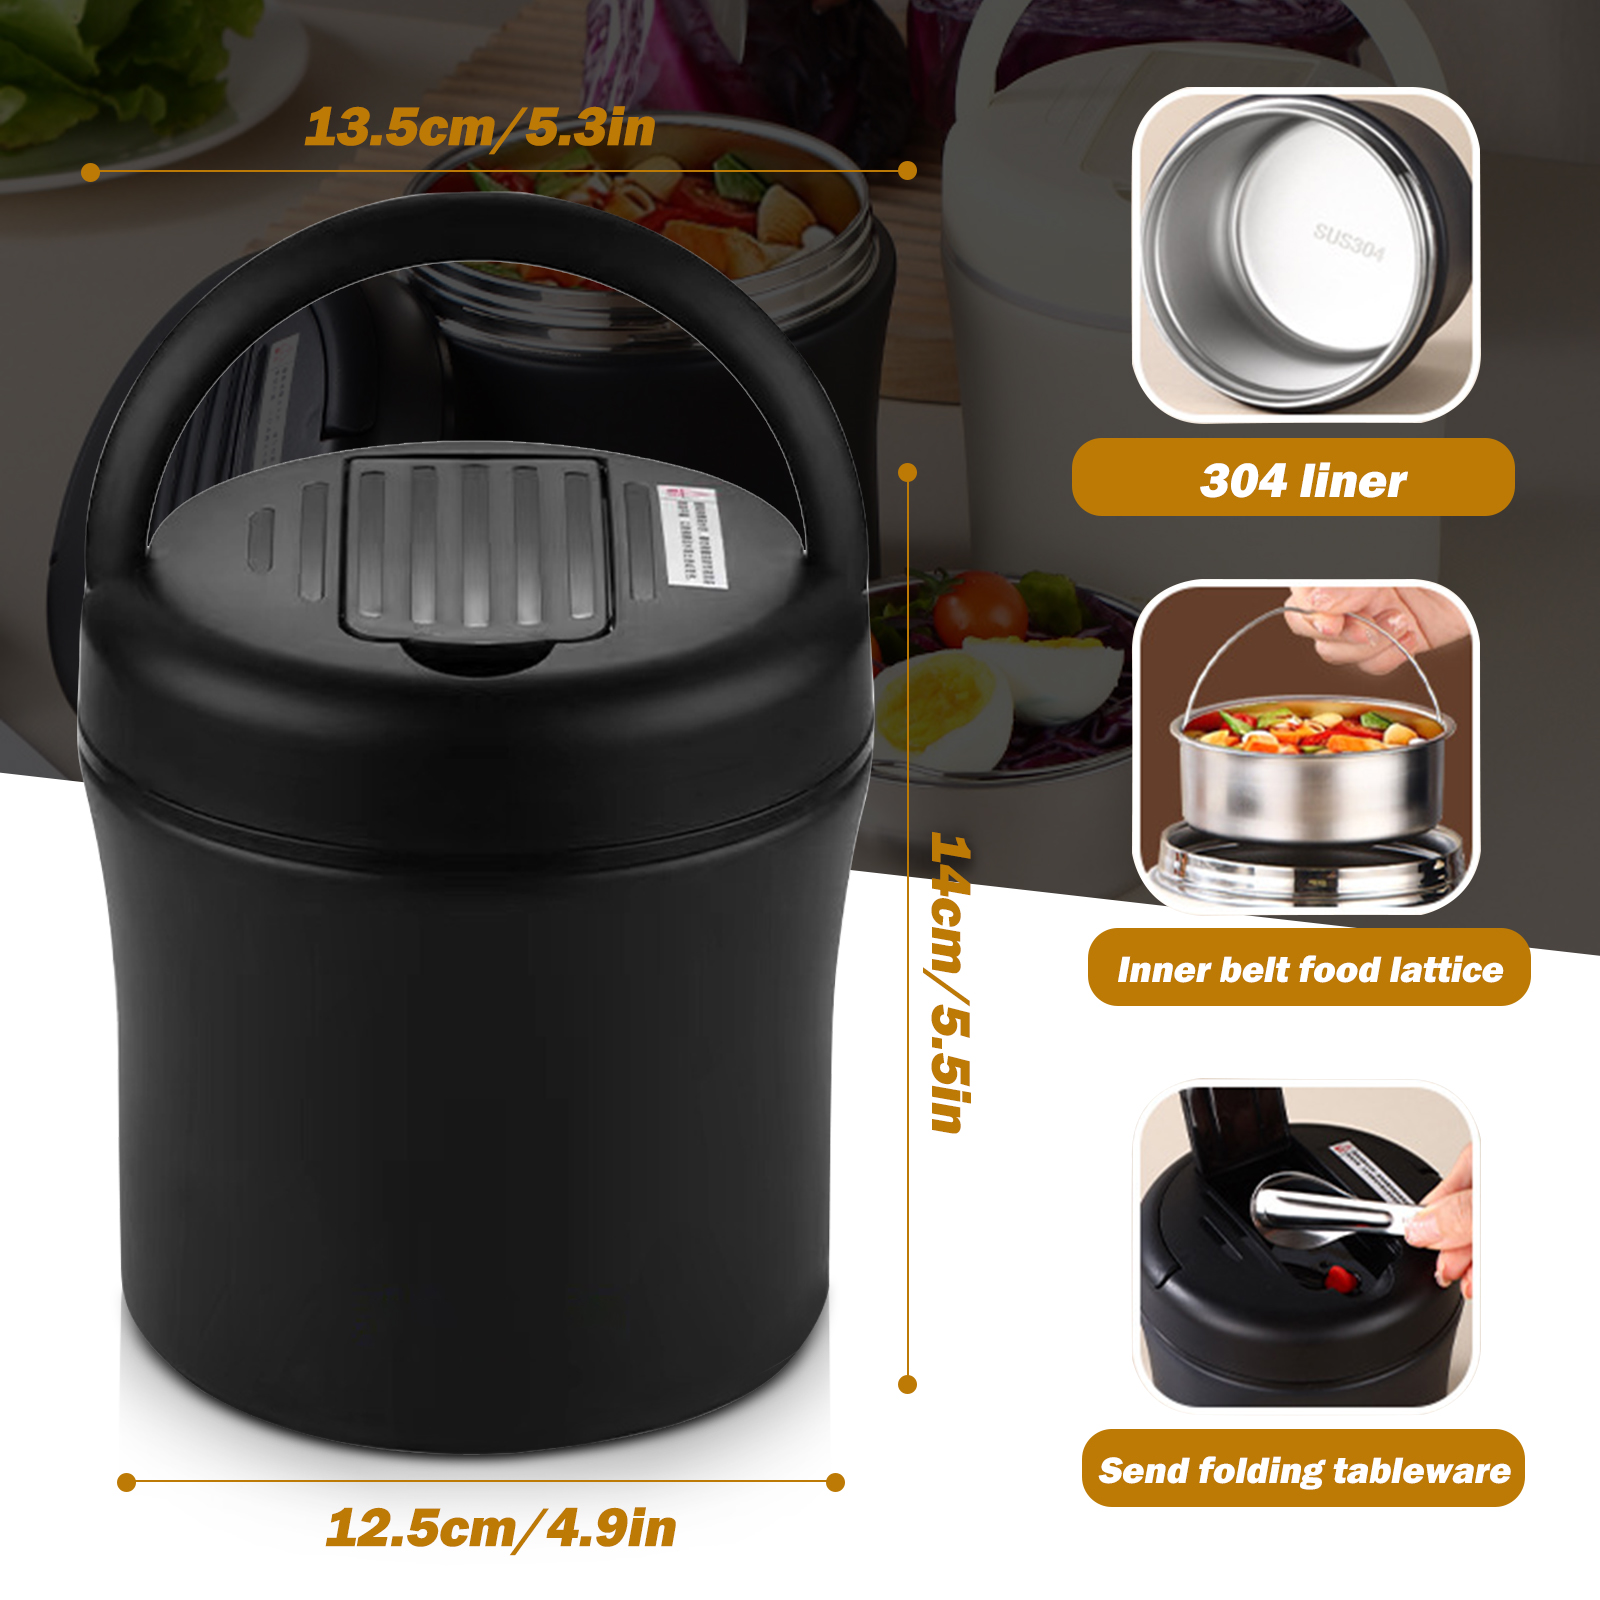 13.5cm/5.3in
SUS304
304 liner
14cm/5.5in
Inner belt food lattice
Send folding tableware
12.5cm/4.9in